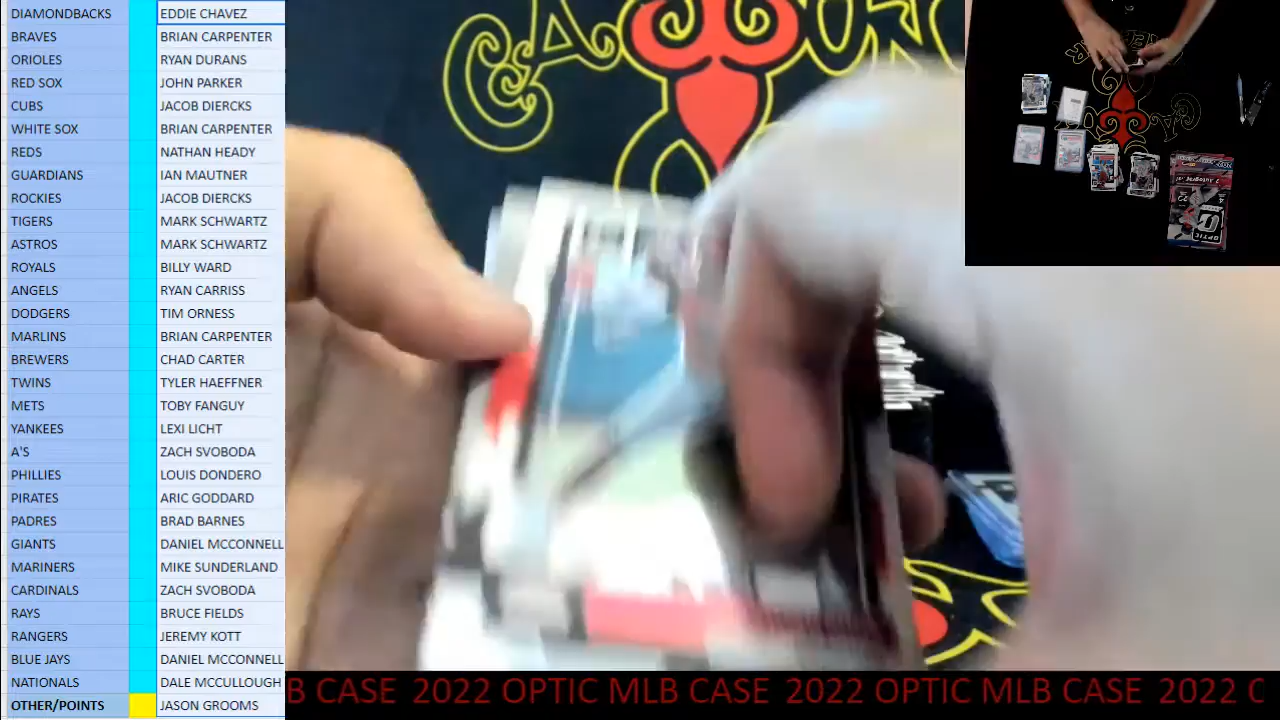 DIAMONDBACKS EDDIE CHAVEZ
BRAVES BRIAN CARPENTER
ORIOLES RYAN DURANS
RED SOX JOHN PARKER
CUBS JACOB DIERCKS
WHITE SOX BRIAN CARPENTER
REDS NATHAN HEADY
GUARDIANS IAN MAUTNER
ROCKIES JACOB DIERCKS
TIGERS MARK SCHWARTZ
ASTROS MARK SCHWARTZ
ROYALS BILLY WARD
ANGELS RYAN CARRISS
DODGERS TIM ORNESS
MARLINS BRIAN CARPENTER
BREWERS CHAD CARTER
TWINS TYLER HAEFFNER
METS TOBY FANGUY
YANKEES LEXI LICHT
A'S ZACH SVOBODA
PHILLIES LOUIS DONDERO
PIRATES ARIC GODDARD
PADRES BRAD BARNES
GIANTS DANIEL MCCONNELL
MARINERS MIKE SUNDERLAND
CARDINALS ZACH SVOBODA
RAYS BRUCE FIELDS
RANGERS JEREMY KOTT
BLUE JAYS DANIEL MCCONNELL
NATIONALS DALE MCCULLOUGH
OTHER/POINTS JASON GROOMS
B CASE 2022 OPTIC MLB CASE 2022 OPTIC MLB CASE 2022 C
OPTIC